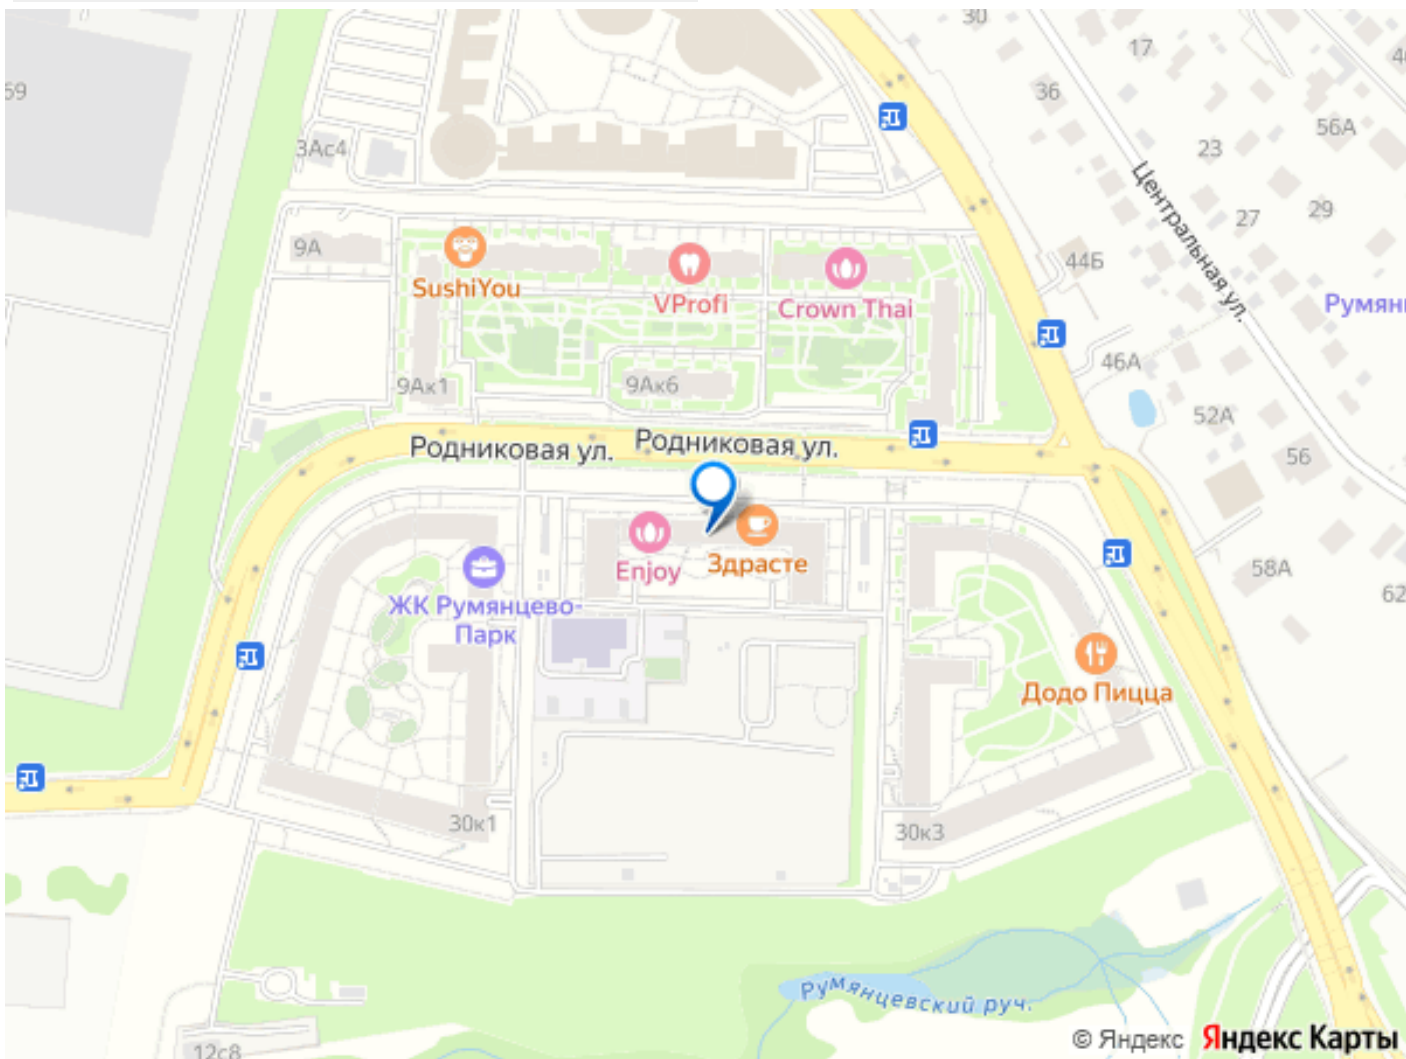 30
17
59
36
56А
3Ас4
23
29
27
9А
44Б
Центральная ул.
SushiYou
VProfi
Crown Thai
Румян
46А
9Ак1
9Ак6
52А
Родниковая ул.
Родниковая ул.
56
Enjoy
Здрасте
58А
62
ЖК Румянцево-
Парк
Додо Пицца
30к1
30к3
Румянцевский руч.
12с8
© Яндекс
Яндекс Карты